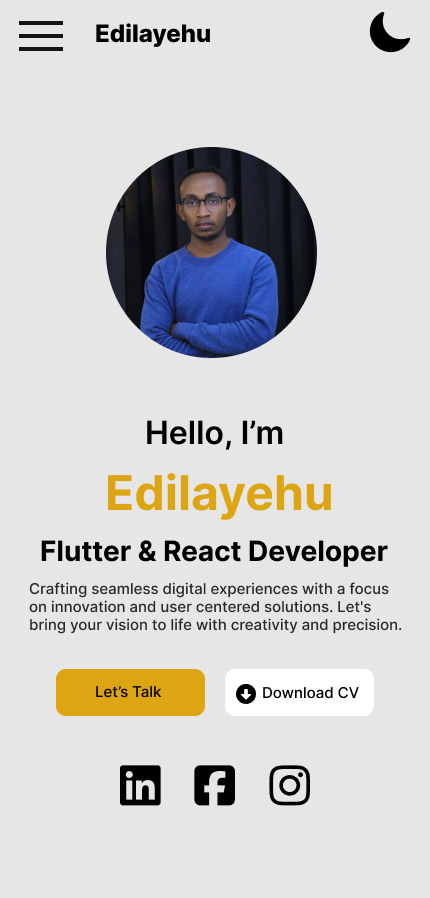 Edilayehu
Hello, I’m
Edilayehu
Flutter & React Developer
Crafting seamless digital experiences with a focus
on innovation and user centered solutions. Let's
bring your vision to life with creativity and precision.
Let’s Talk
Download CV
in